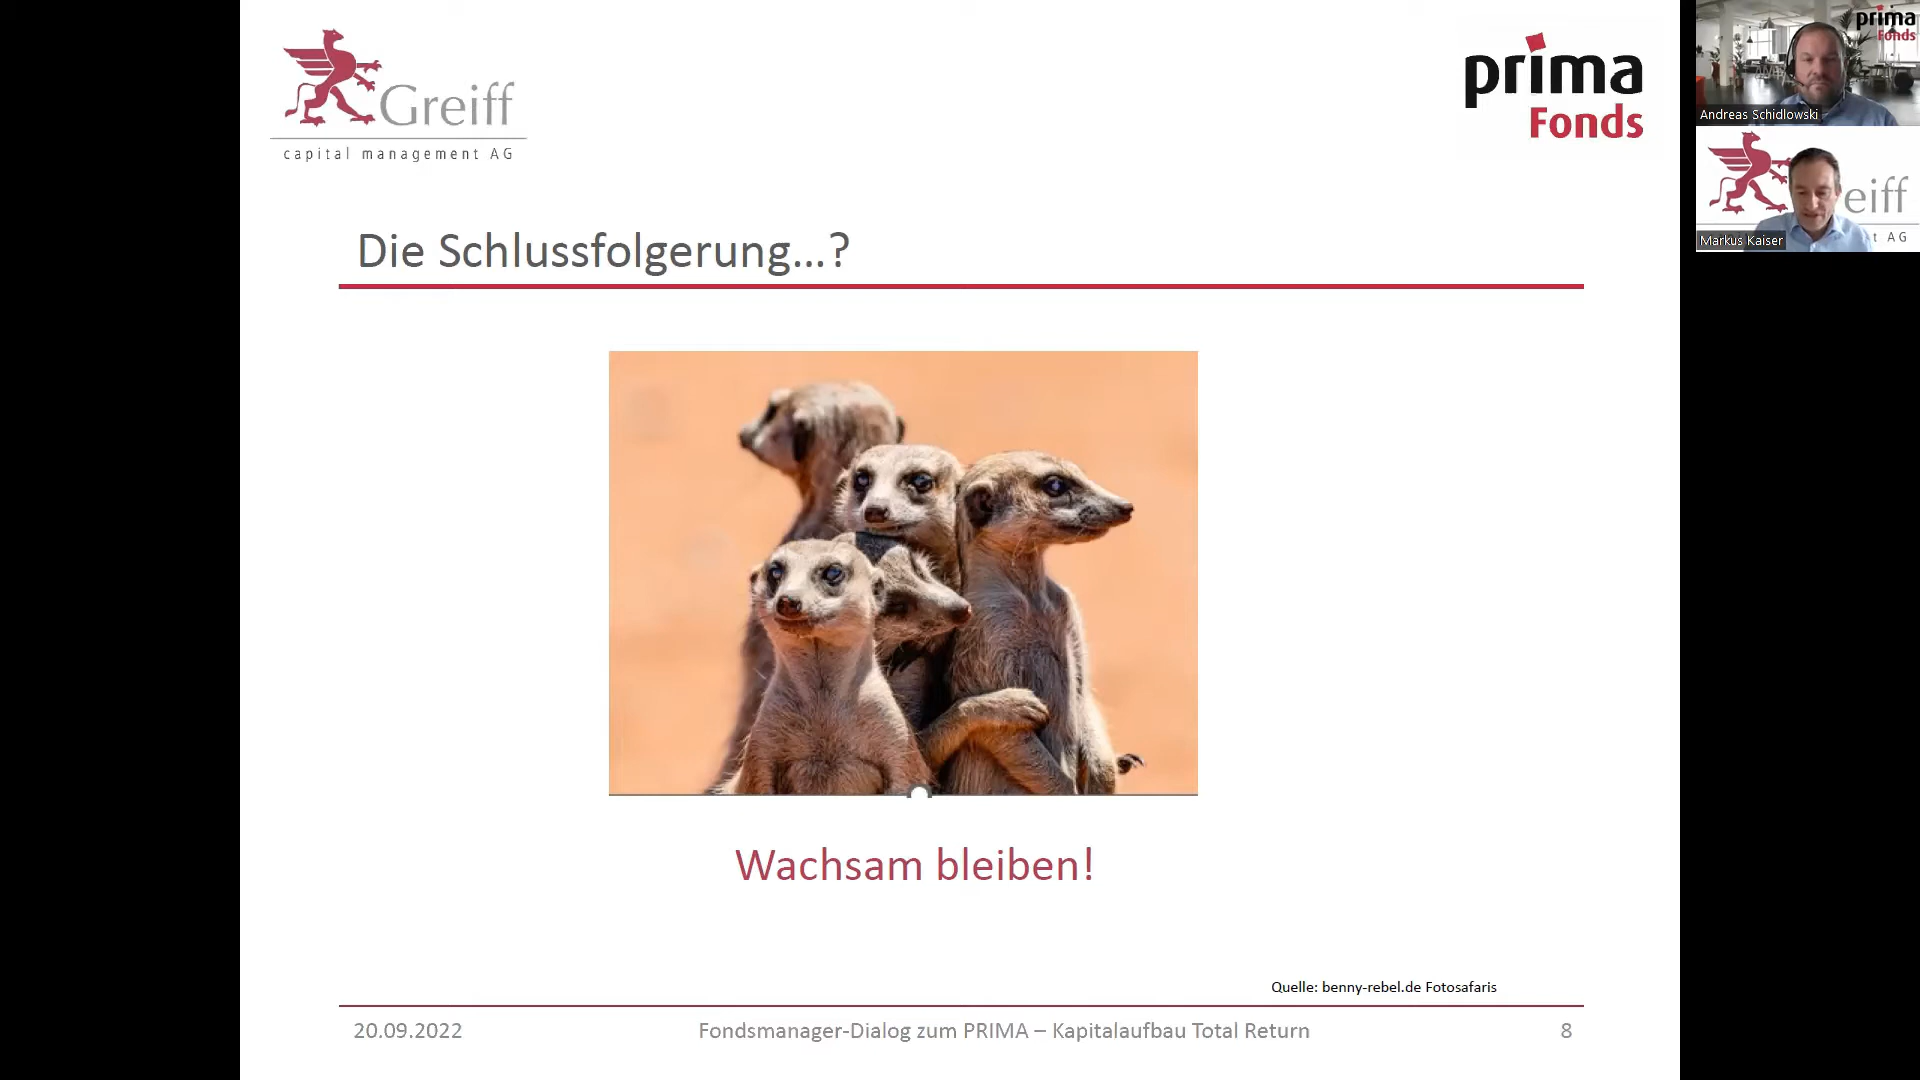 Greiff
capital management AG
prima
Fonds
Die Schlussfolgerung...?
Wachsam bleiben!
Quelle: benny-rebel.de Fotosafaris
20.09.2022
Fondsmanager-Dialog zum PRIMA – Kapitalaufbau Total Return
8
prima
Fonds
Andreas Schidlowski
eiff
t AG
Markus Kaiser